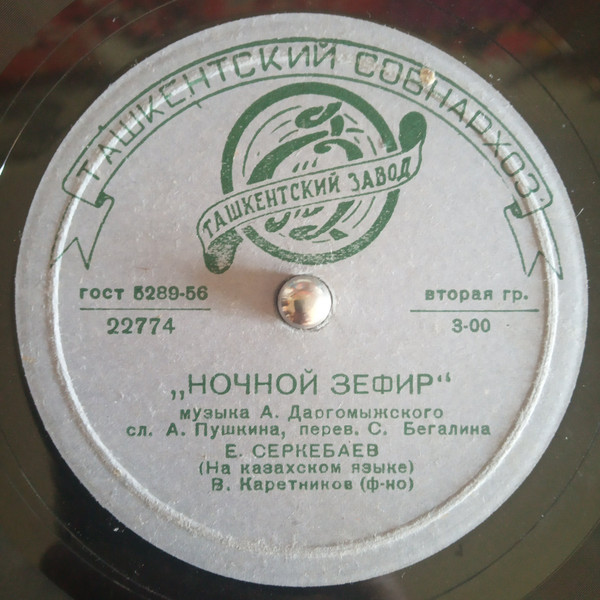 ТАШКЕНТСКИЙ СОВНАРХОЗ
ТАШКЕНТСКИЙ ЗАВОД
гост 5289-56
вторая гр.
22774
3-00
„НОЧНОЙ ЗЕФИР“
музыка А. Даргомыжского
сл. А. Пушкина, перев. С. Бегалина
Е. СЕРКЕБАЕВ
(На казахском языке)
В. Каретников (ф-но)